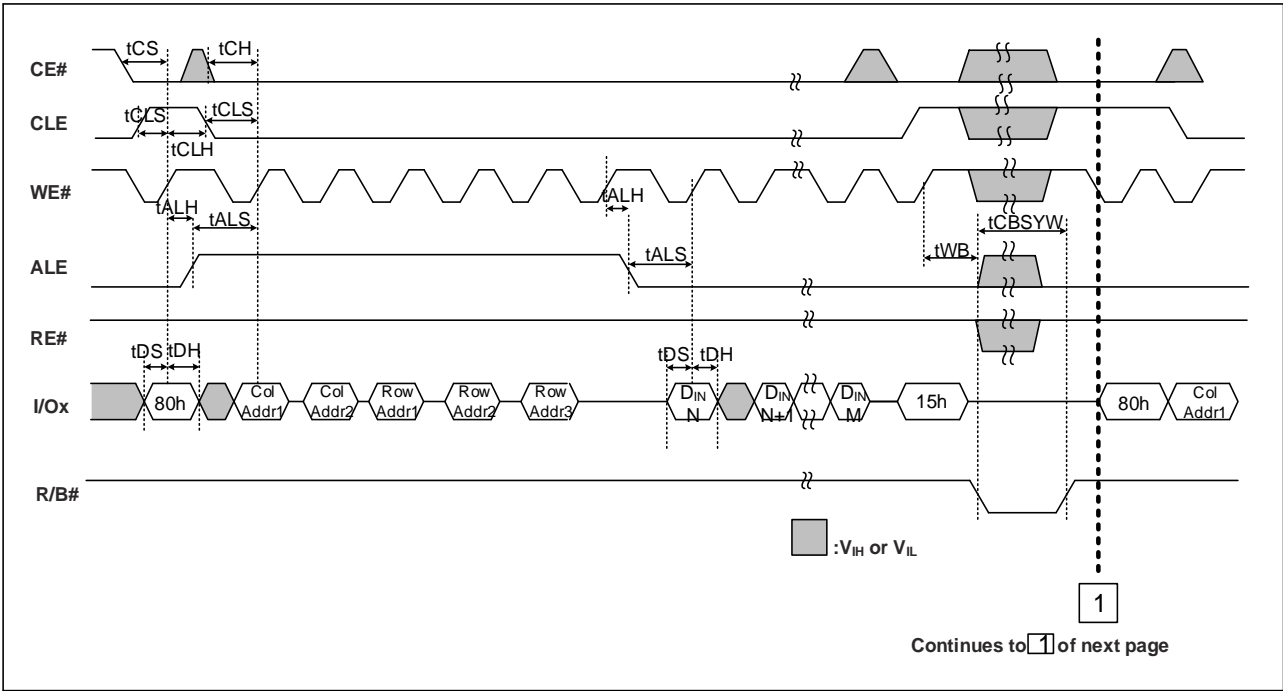 tCS
tCH
CE#
tCLS
tCLS
CLE
tCLH
WE#
tALH
tALH
tALS
tCBSYW
tWB
tALS
ALE
RE#
tDS
tDH
tDS
tDH
I/Ox
80h
Col
Addr1
Col
Addr2
Row
Addr1
Row
Addr2
Row
Addr3
DIN
N
DIN
N+1
DIN
M
15h
80h
Col
Addr1
R/B#
:VIH or VIL
1
Continues to 1 of next page